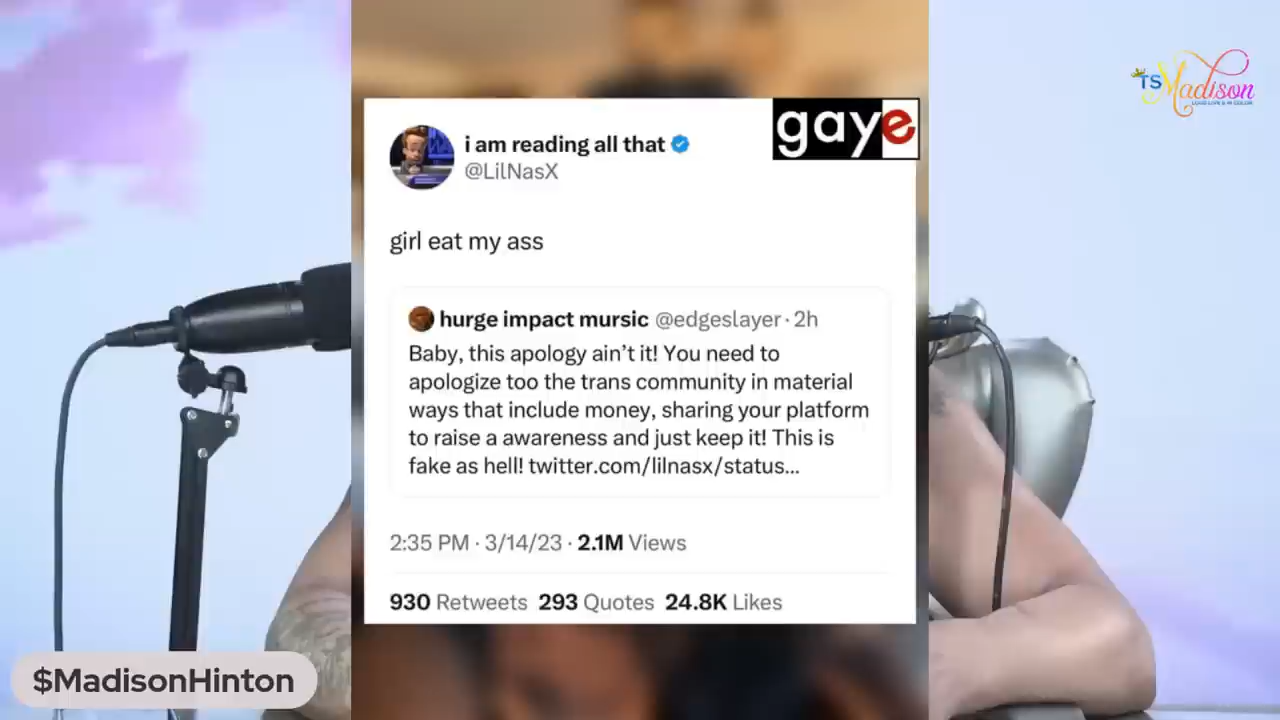 TSMadison
gaye
i am reading all that
@LilNasX
girl eat my ass
hurge impact mursic @edgeslayer · 2h
Baby, this apology ain’t it! You need to
apologize too the trans community in material
ways that include money, sharing your platform
to raise a awareness and just keep it! This is
fake as hell! twitter.com/lilnasx/status...
2:35 PM · 3/14/23 · 2.1M Views
930 Retweets 293 Quotes 24.8K Likes
$MadisonHinton